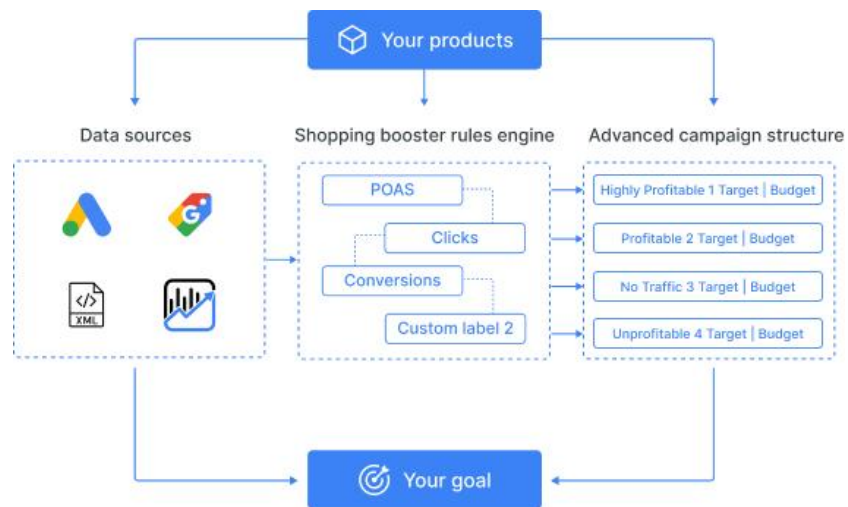 Your products
Data sources
Shopping booster rules engine
Advanced campaign structure
G
</>
XML
POAS
Clicks
Conversions
Custom label 2
Highly Profitable 1 Target | Budget
Profitable 2 Target | Budget
No Traffic 3 Target | Budget
Unprofitable 4 Target | Budget
Your goal